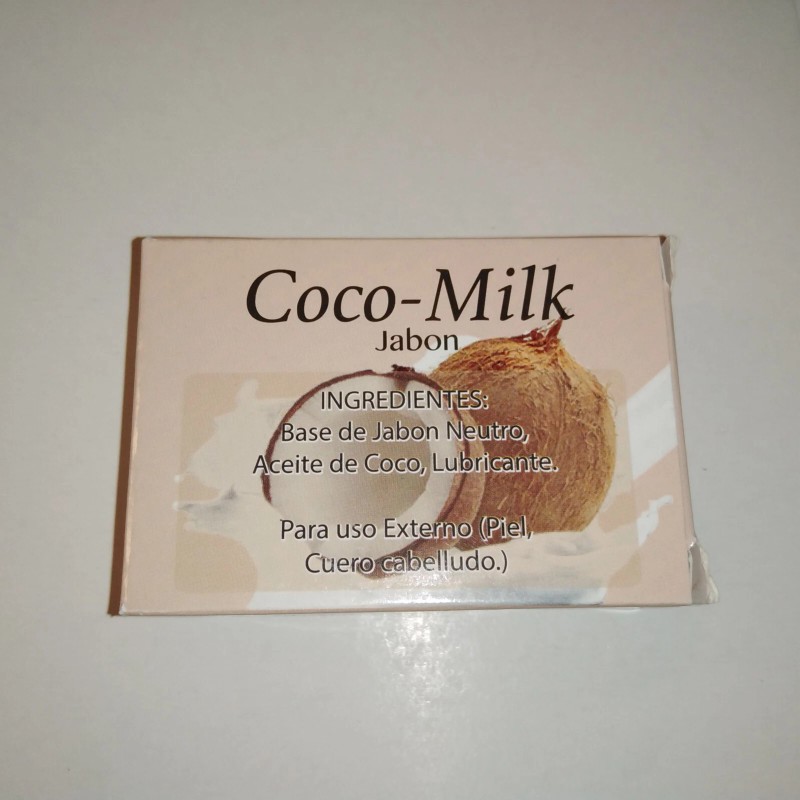 Coco-Milk
Jabon
INGREDIENTES:
Base de Jabon Neutro,
Aceite de Coco, Lubricante.
Para uso Externo (Piel,
Cuero cabelludo.)